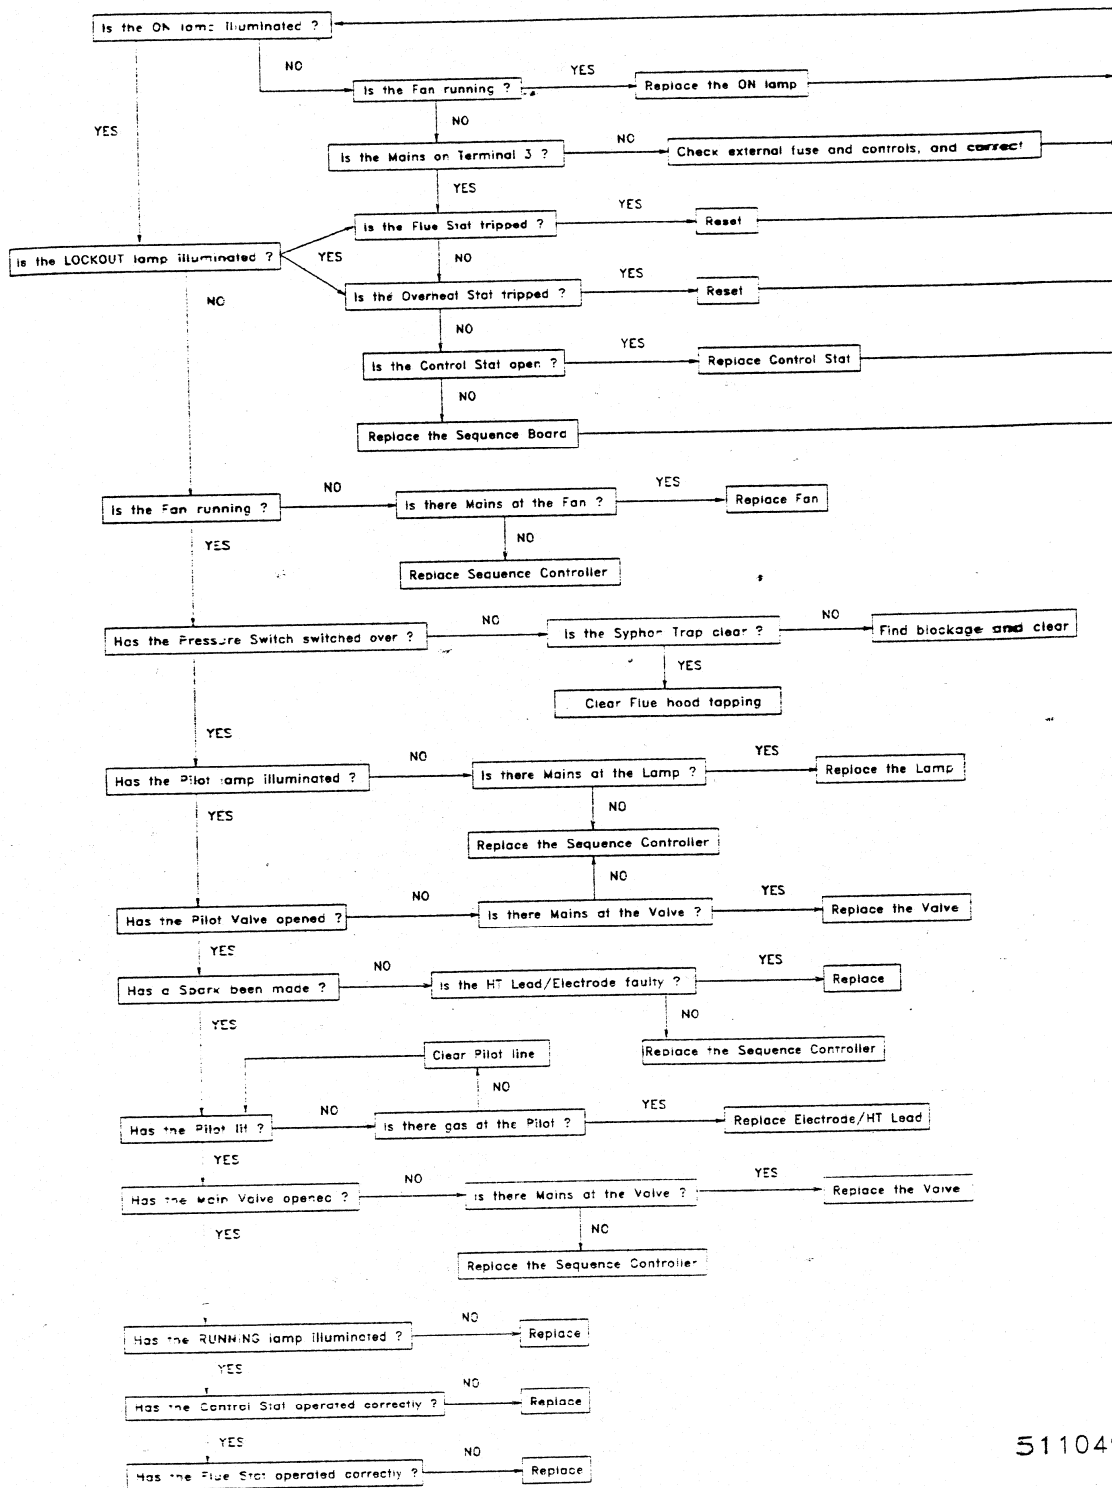 Is the ON lamp illuminated ?
NO
Is the Fan running ?
YES
Replace the ON lamp
YES
NO
Is the Mains on Terminal 3 ?
NO
Check external fuse and controls, and correct
YES
Is the Flue Stat tripped ?
YES
Reset
Is the LOCKOUT lamp illuminated ?
YES
NO
Is the Overheat Stat tripped ?
YES
Reset
NO
NO
Is the Control Stat open ?
YES
Replace Control Stat
NO
Replace the Sequence Board
Is the Fan running ?
NO
Is there Mains at the Fan ?
YES
Replace Fan
YES
NO
Replace Sequence Controller
Has the Pressure Switch switched over ?
NO
Is the Syphon Trap clear ?
NO
Find blockage and clear
YES
Clear Flue hood tapping
YES
Has the Pilot lamp illuminated ?
NO
Is there Mains at the Lamp ?
YES
Replace the Lamp
YES
NO
Replace the Sequence Controller
NO
Has the Pilot Valve opened ?
NO
Is there Mains at the Valve ?
YES
Replace the Valve
YES
Has a Spark been made ?
NO
Is the HT Lead/Electrode faulty ?
YES
Replace
YES
NO
Replace the Sequence Controller
Clear Pilot line
NO
Has the Pilot lit ?
NO
Is there gas at the Pilot ?
YES
Replace Electrode/HT Lead
YES
Has the Main Valve opened ?
NO
Is there Mains at the Valve ?
YES
Replace the Valve
YES
NO
Replace the Sequence Controller
Has the RUNNING lamp illuminated ?
NO
Replace
YES
Has the Control Stat operated correctly ?
NO
Replace
YES
Has the Flue Stat operated correctly ?
NO
Replace
51104